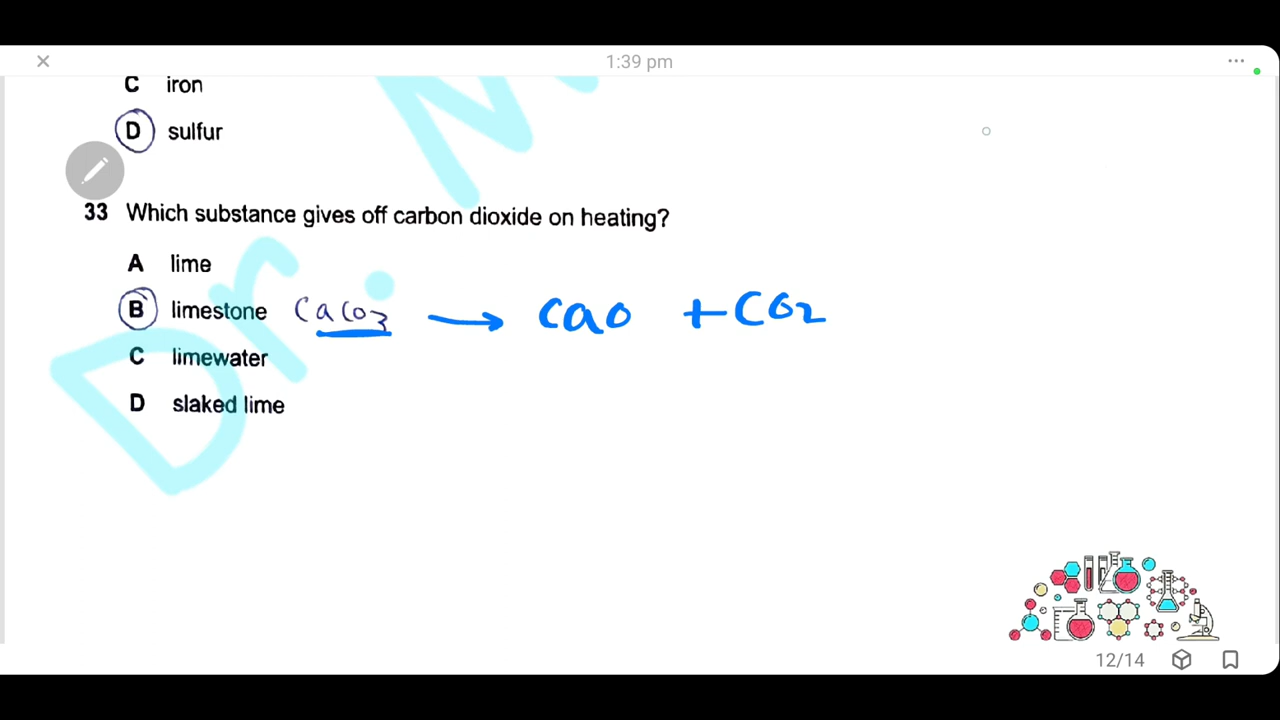 1:39 pm
C iron
D sulfur
33 Which substance gives off carbon dioxide on heating?
A lime
B limestone CaCO3 → CaO + CO2
C limewater
D slaked lime
Dr. M
12/14